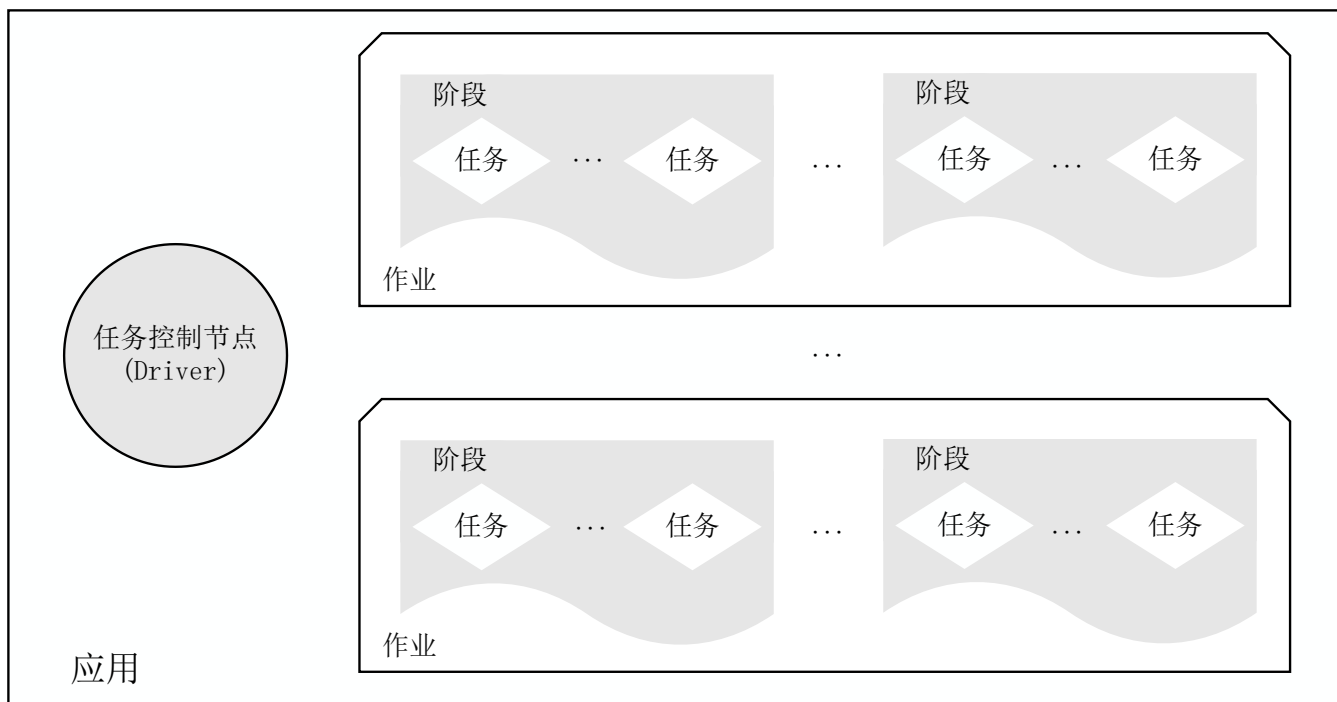 阶段
阶段
任务 ... 任务 ... 任务 ... 任务
作业
任务控制节点
(Driver)
...
阶段
阶段
任务 ... 任务 ... 任务 ... 任务
作业
应用